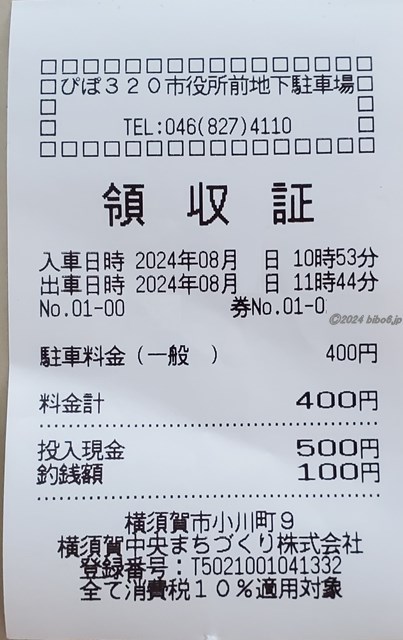 □□□□□□□□□□□□□□□□□
□ぴぽ320市役所前地下駐車場□
□ □
□ TEL:046(827)4110 □
□□□□□□□□□□□□□□□□□
領収証
入車日時 2024年08月 日 10時53分
出車日時 2024年08月 日 11時44分
No.01-00 券No.01-0
©2024 bibo8.jp
駐車料金(一般 ) 400円
料金計 400円
投入現金 500円
釣銭額 100円
横須賀市小川町9
横須賀中央まちづくり株式会社
登録番号:T5021001041332
全て消費税10%適用対象